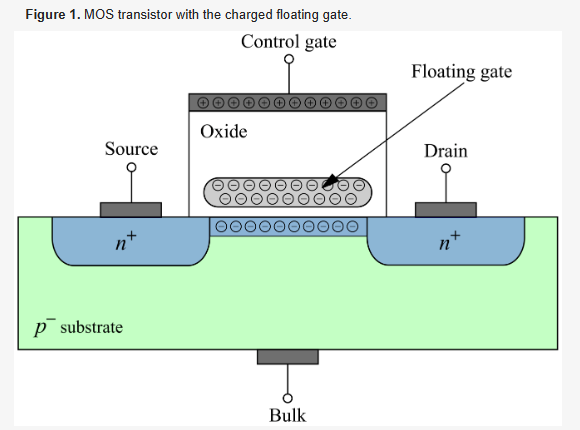 Figure 1. MOS transistor with the charged floating gate.
Control gate
Floating gate
Oxide
Source
Drain
n+
n+
p− substrate
Bulk